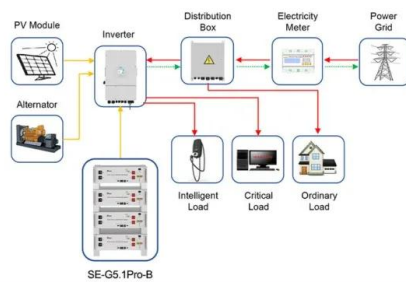 PV Module
Inverter
Distribution
Box
Electricity
Meter
Power
Grid
Alternator
Intelligent
Load
Critical
Load
Ordinary
Load
SE-G5.1Pro-B